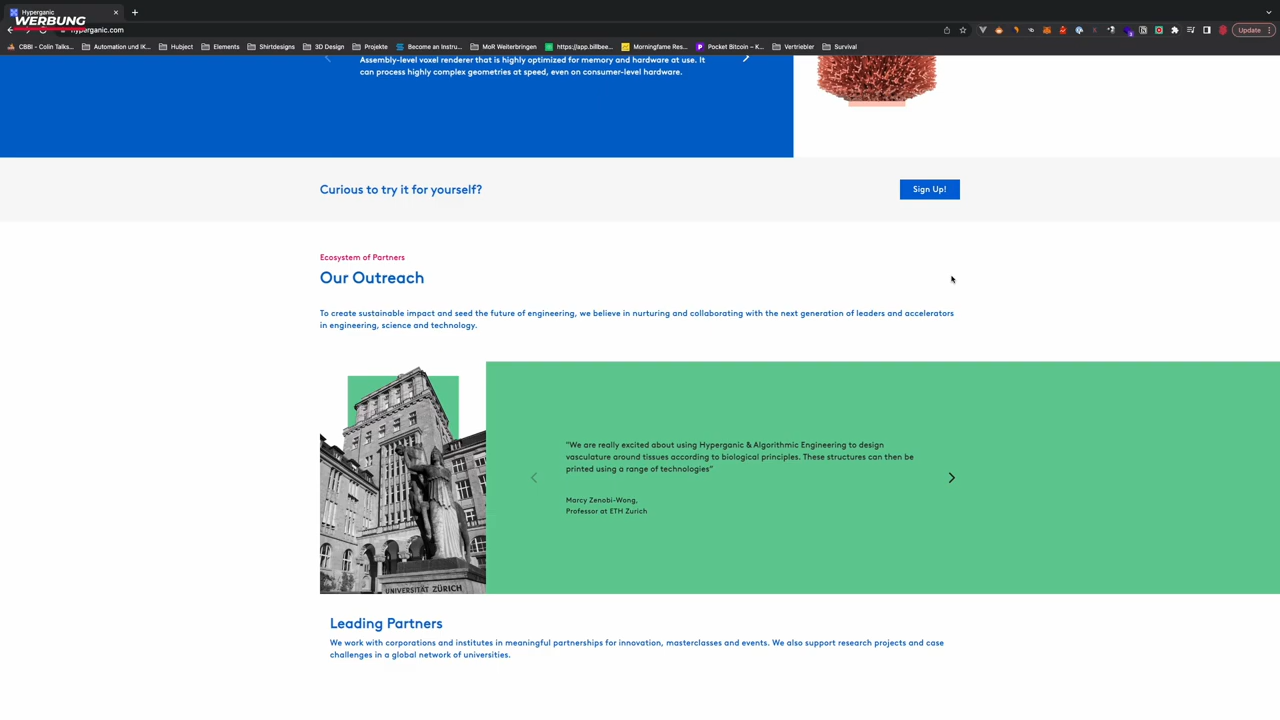 Hyperganic
WERBUNG
hyperganic.com
Update
CBBI - Colin Talks...
Automation und IK...
Hubject
Elements
Shirtdesigns
3D Design
Projekte
Become an Instru...
MoR Weiterbringen
https://app.billbee...
Morningfame Res...
Pocket Bitcoin – K...
Vertriebler
Survival
Assembly-level voxel renderer that is highly optimized for memory and hardware at use. It
can process highly complex geometries at speed, even on consumer-level hardware.
Curious to try it for yourself?
Sign Up!
Ecosystem of Partners
Our Outreach
To create sustainable impact and seed the future of engineering, we believe in nurturing and collaborating with the next generation of leaders and accelerators
in engineering, science and technology.
"We are really excited about using Hyperganic & Algorithmic Engineering to design
vasculature around tissues according to biological principles. These structures can then be
printed using a range of technologies"
Marcy Zenobi-Wong,
Professor at ETH Zurich
UNIVERSITÄT ZÜRICH
Leading Partners
We work with corporations and institutes in meaningful partnerships for innovation, masterclasses and events. We also support research projects and case
challenges in a global network of universities.